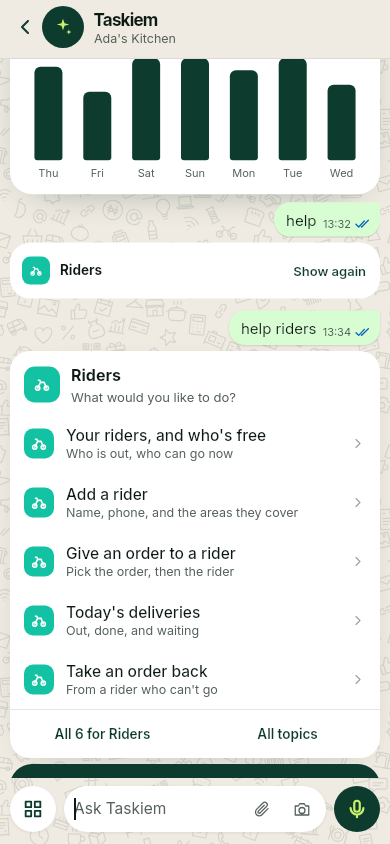 Taskiem
Ada's Kitchen
Thu Fri Sat Sun Mon Tue Wed
help 13:32
Riders Show again
help riders 13:34
Riders
What would you like to do?
Your riders, and who's free
Who is out, who can go now
Add a rider
Name, phone, and the areas they cover
Give an order to a rider
Pick the order, then the rider
Today's deliveries
Out, done, and waiting
Take an order back
From a rider who can't go
All 6 for Riders All topics
Ask Taskiem